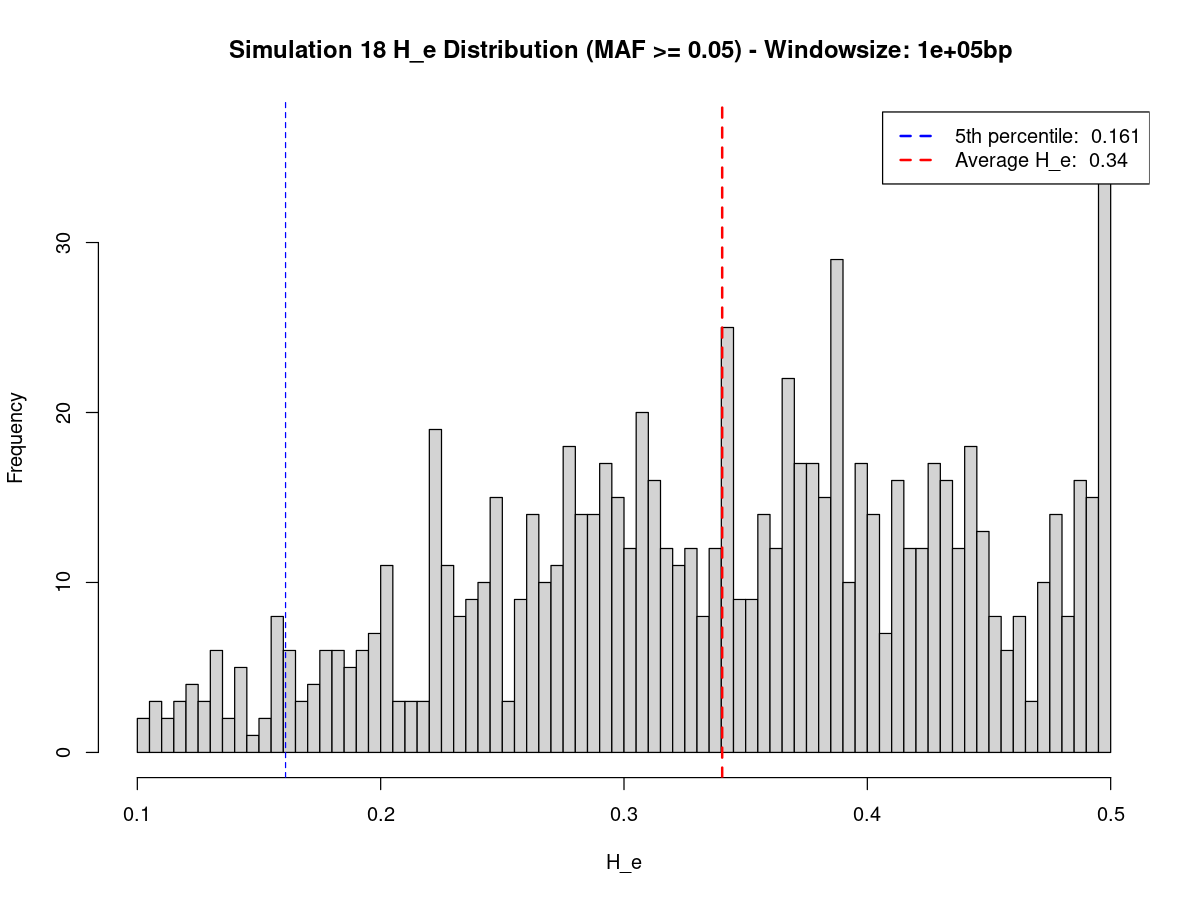 Simulation 18 H_e Distribution (MAF >= 0.05) - Windowsize: 1e+05bp
5th percentile:  0.161
Average H_e:  0.34
Frequency
30
20
10
0
0.1 0.2 0.3 0.4 0.5
H_e